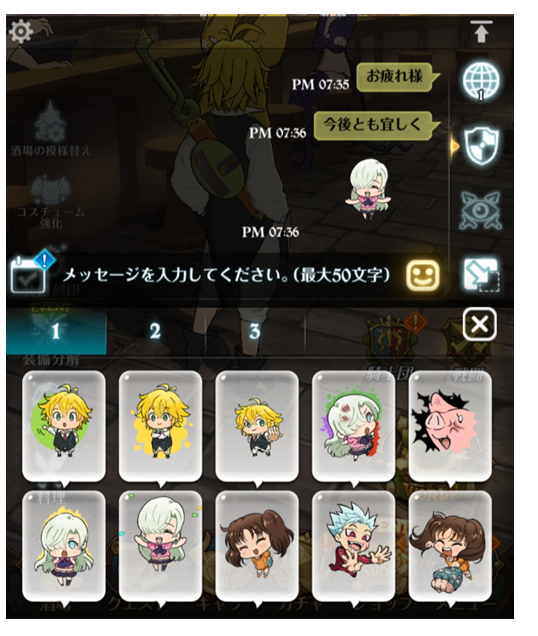 お疲れ様
PM 07:35
今後とも宜しく
PM 07:36
1
酒場の模様替え
コスチューム
強化
PM 07:36
メッセージを入力してください。(最大50文字)
1
2
3
装備分解
騎士団
戦闘
料理
酒場
クエスト
キャラ
ガチャ
ショップ
メニュー